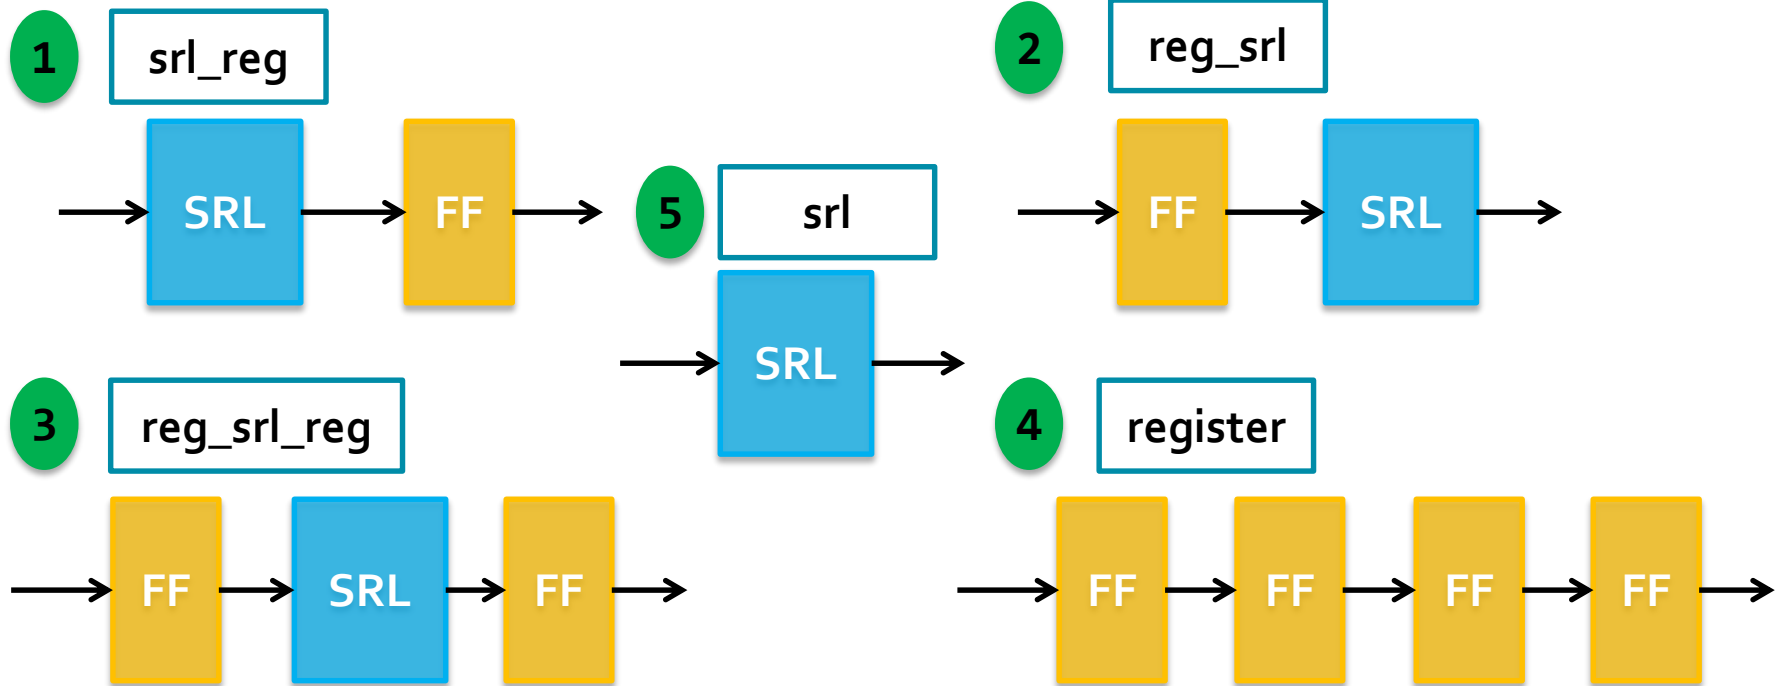 1
srl_reg
SRL
FF
2
reg_srl
FF
SRL
5
srl
SRL
3
reg_srl_reg
FF
SRL
FF
4
register
FF
FF
FF
FF